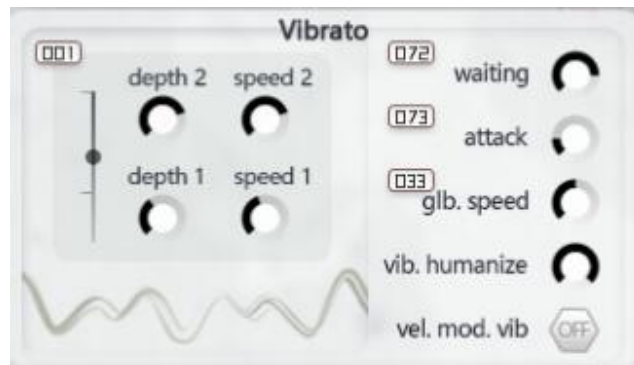 Vibrato
001
depth 2 speed 2
depth 1 speed 1
072
waiting
073
attack
033
glb. speed
vib. humanize
vel. mod. vib OFF